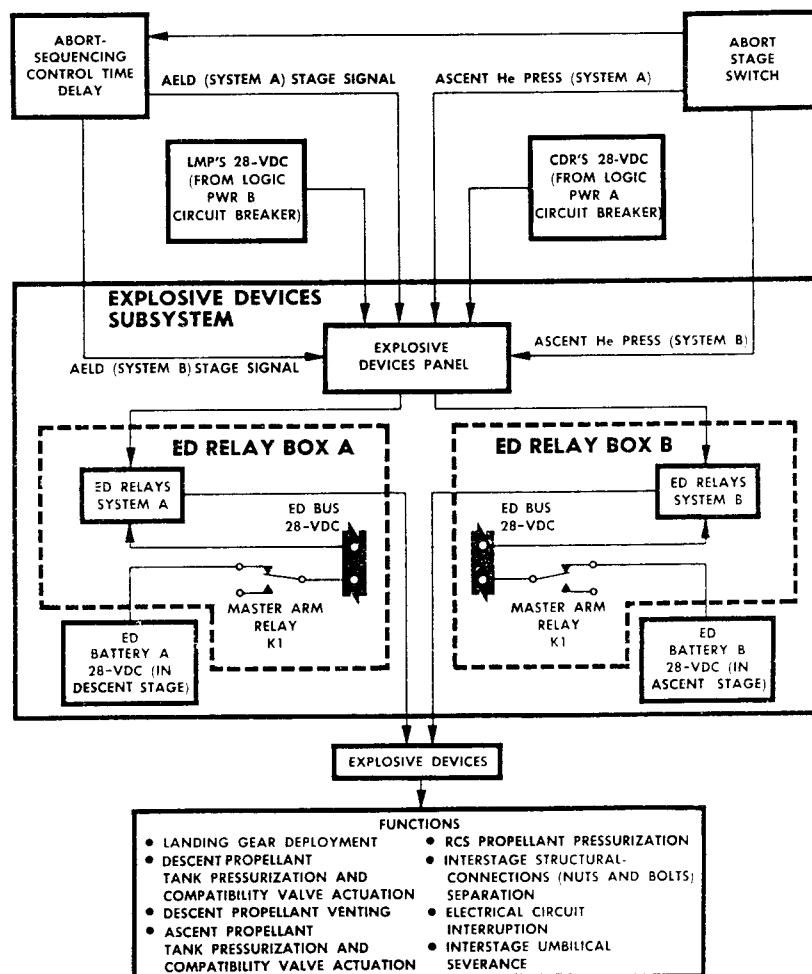 ABORT-
SEQUENCING
CONTROL TIME
DELAY
ABORT
STAGE
SWITCH
AELD (SYSTEM A) STAGE SIGNAL
ASCENT He PRESS (SYSTEM A)
LMP'S 28-VDC
(FROM LOGIC
PWR B
CIRCUIT BREAKER)
CDR'S 28-VDC
(FROM LOGIC
PWR A
CIRCUIT BREAKER)
EXPLOSIVE DEVICES
SUBSYSTEM
EXPLOSIVE
DEVICES PANEL
AELD (SYSTEM B) STAGE SIGNAL
ASCENT He PRESS (SYSTEM B)
ED RELAY BOX A
ED RELAYS
SYSTEM A
ED BUS
28-VDC
MASTER ARM
RELAY
K1
ED
BATTERY A
28-VDC (IN
DESCENT STAGE)
ED RELAY BOX B
ED RELAYS
SYSTEM B
ED BUS
28-VDC
MASTER ARM
RELAY
K1
ED
BATTERY B
28-VDC (IN
ASCENT STAGE)
EXPLOSIVE DEVICES
FUNCTIONS
• LANDING GEAR DEPLOYMENT
• DESCENT PROPELLANT
TANK PRESSURIZATION AND
COMPATIBILITY VALVE ACTUATION
• DESCENT PROPELLANT VENTING
• ASCENT PROPELLANT
TANK PRESSURIZATION AND
COMPATIBILITY VALVE ACTUATION
• RCS PROPELLANT PRESSURIZATION
• INTERSTAGE STRUCTURAL-
CONNECTIONS (NUTS AND BOLTS)
SEPARATION
• ELECTRICAL CIRCUIT
INTERRUPTION
• INTERSTAGE UMBILICAL
SEVERANCE